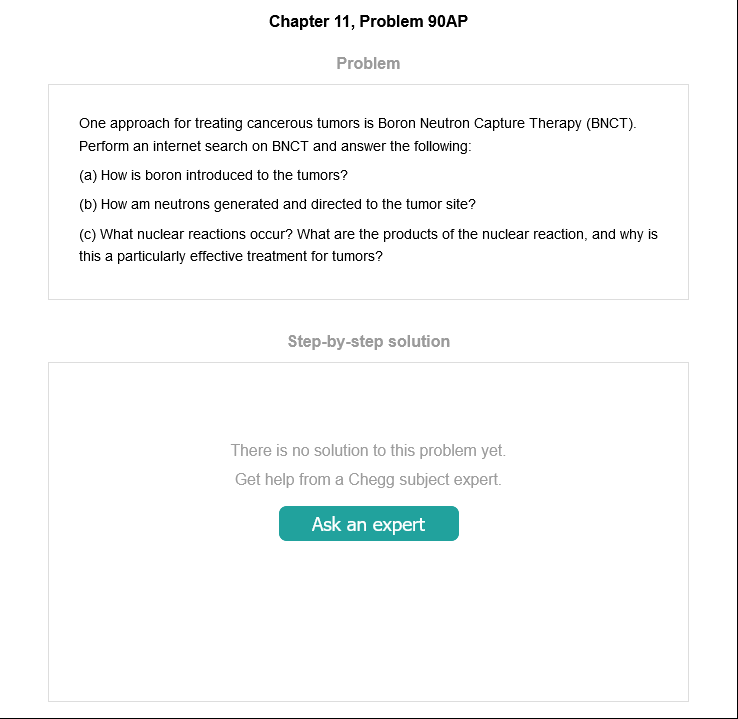 Chapter 11, Problem 90AP
Problem
One approach for treating cancerous tumors is Boron Neutron Capture Therapy (BNCT).
Perform an internet search on BNCT and answer the following:
(a) How is boron introduced to the tumors?
(b) How am neutrons generated and directed to the tumor site?
(c) What nuclear reactions occur? What are the products of the nuclear reaction, and why is
this a particularly effective treatment for tumors?
Step-by-step solution
There is no solution to this problem yet.
Get help from a Chegg subject expert.
Ask an expert